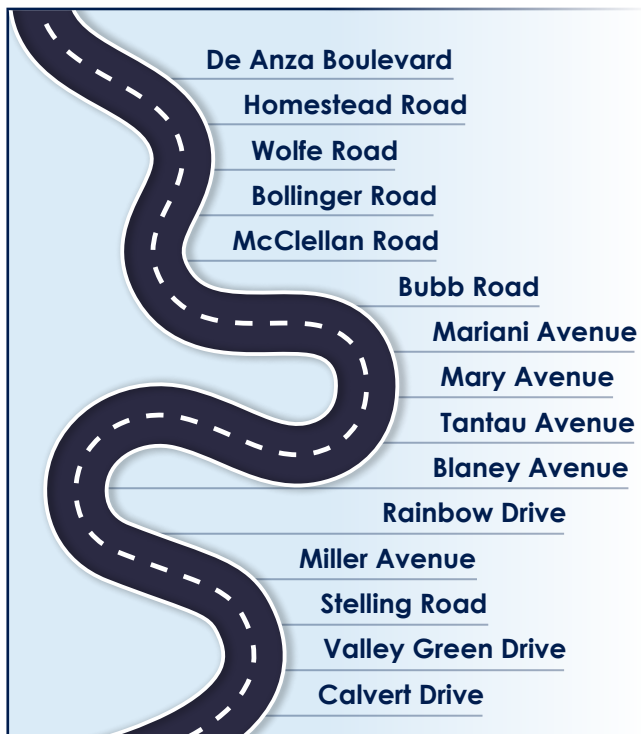 De Anza Boulevard
Homestead Road
Wolfe Road
Bollinger Road
McClellan Road
Bubb Road
Mariani Avenue
Mary Avenue
Tantau Avenue
Blaney Avenue
Rainbow Drive
Miller Avenue
Stelling Road
Valley Green Drive
Calvert Drive